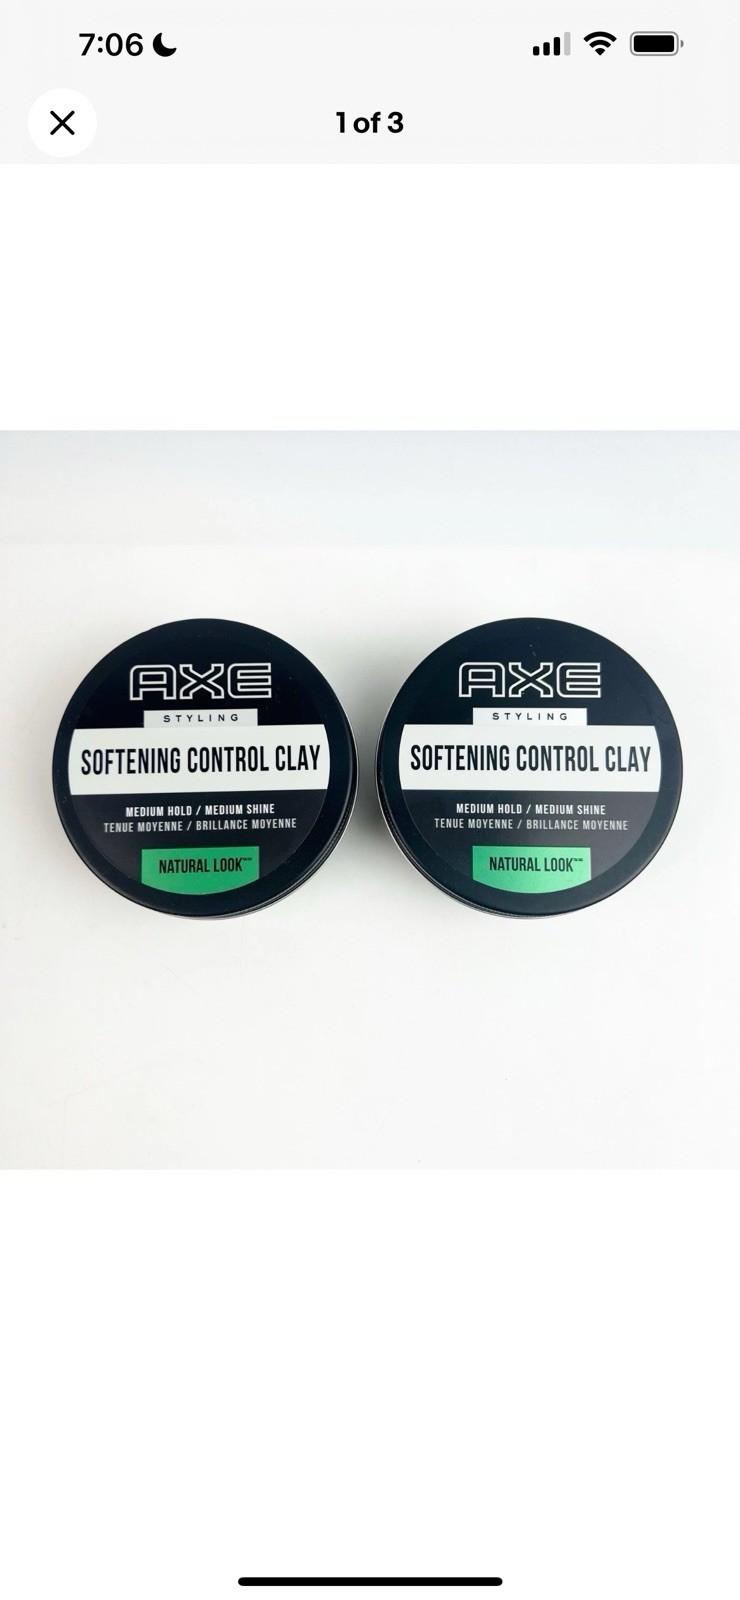 7:06
1 of 3
AXE
STYLING
SOFTENING CONTROL CLAY
MEDIUM HOLD / MEDIUM SHINE
TENUE MOYENNE / BRILLANCE MOYENNE
NATURAL LOOK
AXE
STYLING
SOFTENING CONTROL CLAY
MEDIUM HOLD / MEDIUM SHINE
TENUE MOYENNE / BRILLANCE MOYENNE
NATURAL LOOK